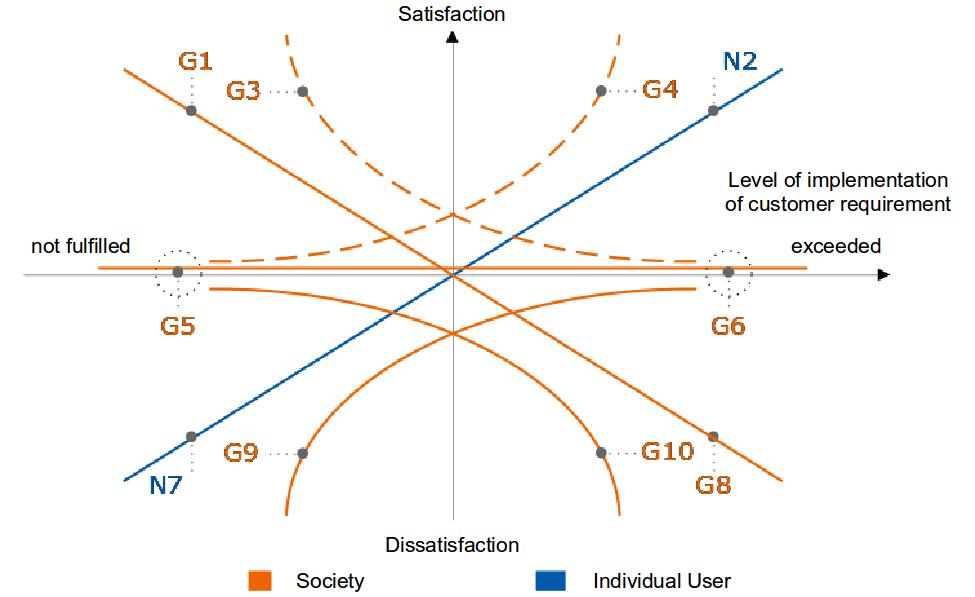 Satisfaction
G1
N2
G3
G4
Level of implementation
of customer requirement
not fulfilled
exceeded
G5
G6
G9
G10
N7
G8
Dissatisfaction
Society
Individual User